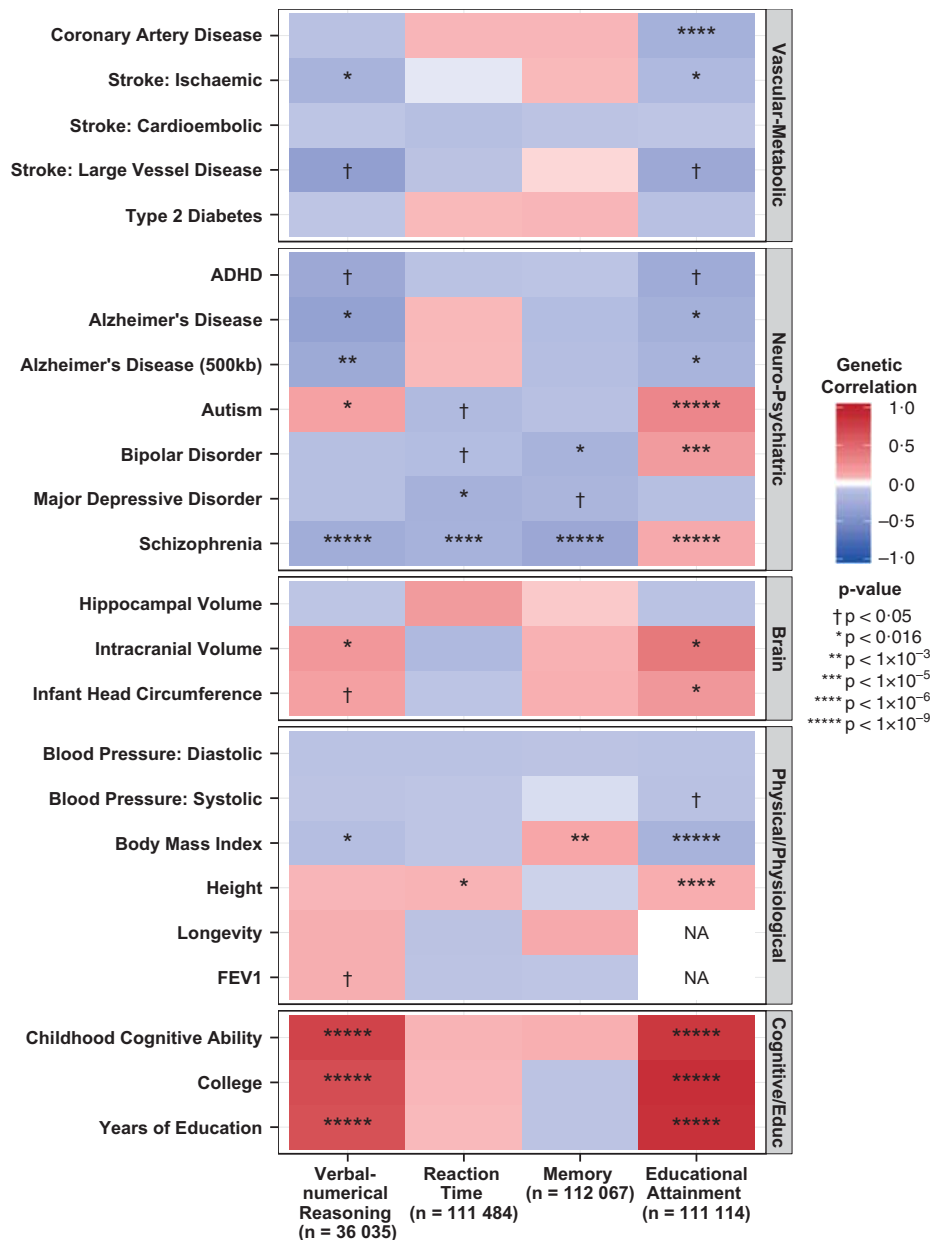 Coronary Artery Disease ****
Stroke: Ischaemic * *
Stroke: Cardioembolic
Stroke: Large Vessel Disease † †
Type 2 Diabetes
Vascular-Metabolic
ADHD † †
Alzheimer's Disease * *
Alzheimer's Disease (500kb) ** *
Autism * † *****
Bipolar Disorder † * ***
Major Depressive Disorder * †
Schizophrenia ***** **** ***** *****
Neuro-Psychiatric
Hippocampal Volume
Intracranial Volume * *
Infant Head Circumference † *
Brain
Blood Pressure: Diastolic
Blood Pressure: Systolic †
Body Mass Index * ** *****
Height * ****
Longevity NA
FEV1 † NA
Physical/Physiological
Childhood Cognitive Ability ***** *****
College ***** *****
Years of Education ***** *****
Cognitive/Educ
Verbal-
numerical
Reasoning
(n = 36 035)
Reaction
Time
(n = 111 484)
Memory
(n = 112 067)
Educational
Attainment
(n = 111 114)
Genetic
Correlation
1·0
0·5
0·0
−0·5
−1·0
p-value
† p < 0·05
* p < 0·016
** p < 1×10⁻³
*** p < 1×10⁻⁵
**** p < 1×10⁻⁶
***** p < 1×10⁻⁹